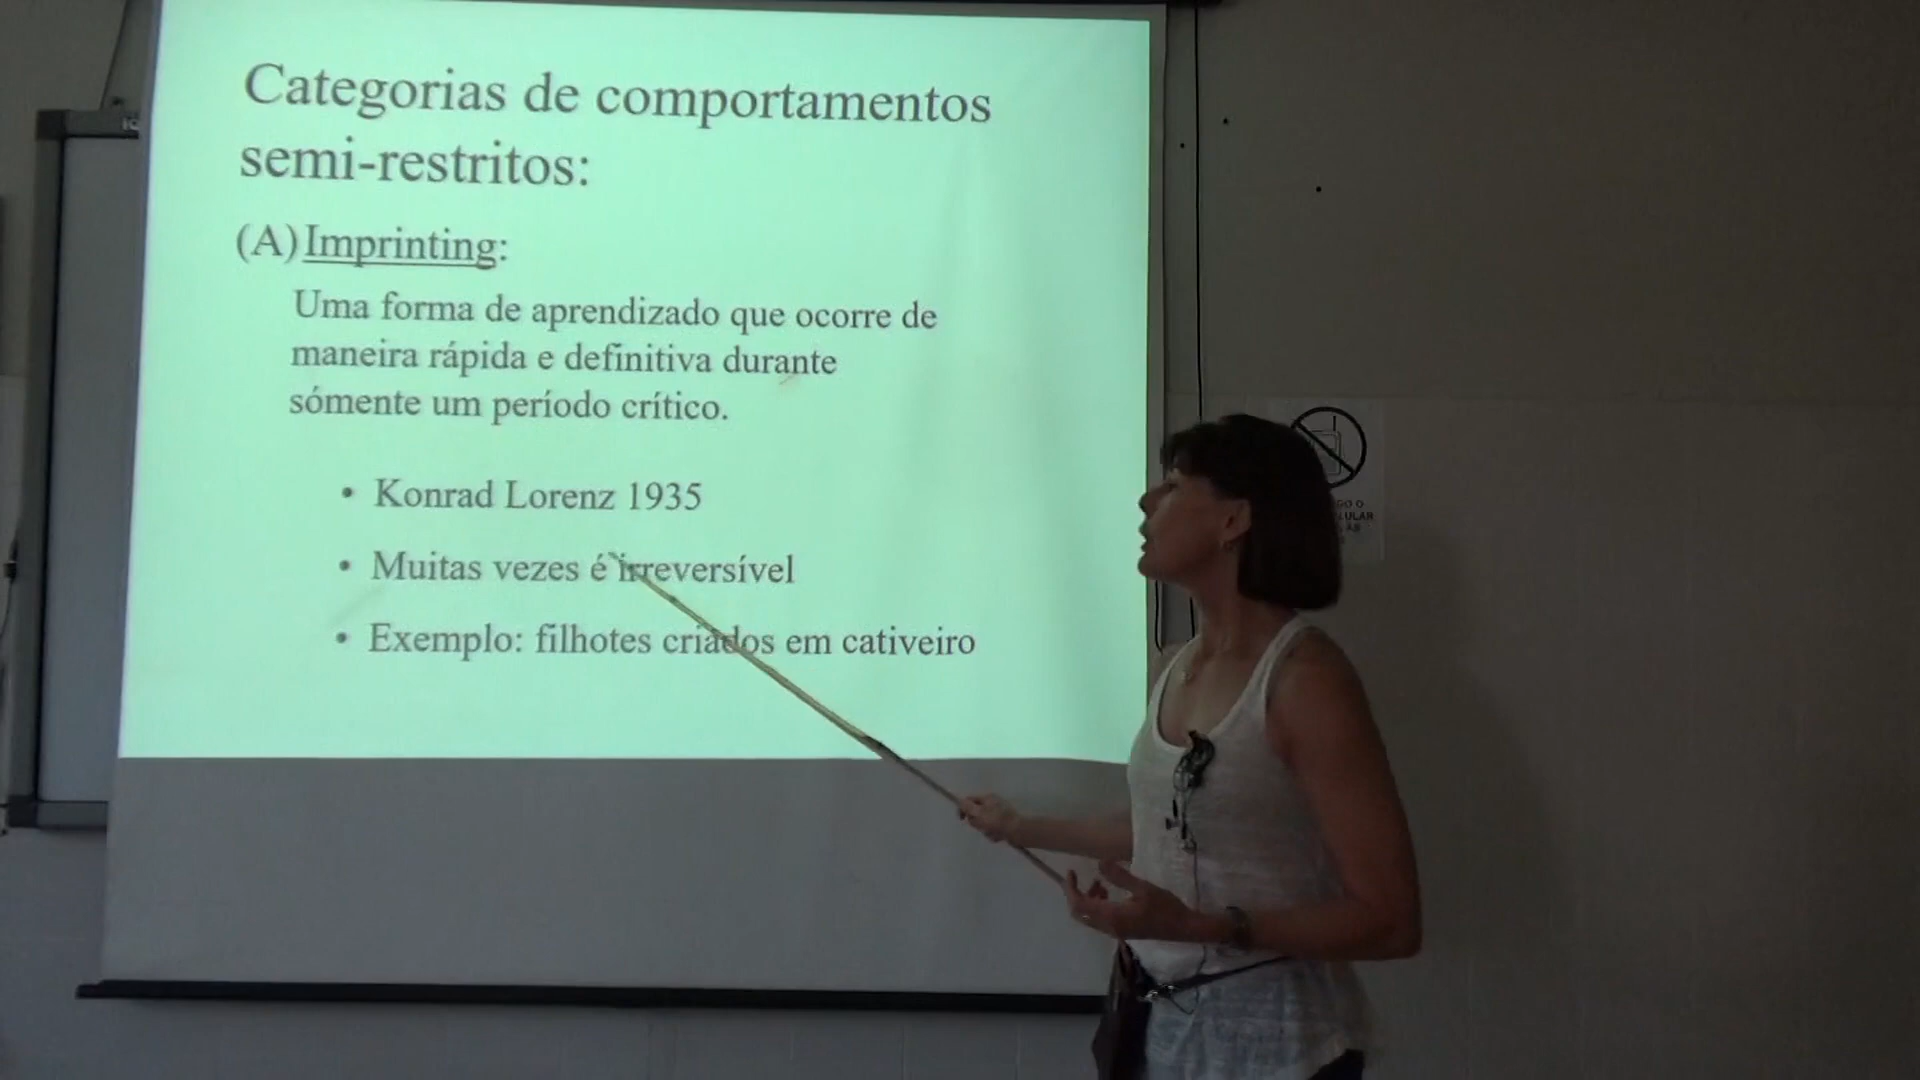 Categorias de comportamentos
semi-restritos:
(A) Imprinting:
Uma forma de aprendizado que ocorre de
maneira rápida e definitiva durante
sómente um período crítico.
• Konrad Lorenz 1935
• Muitas vezes é irreversível
• Exemplo: filhotes criados em cativeiro